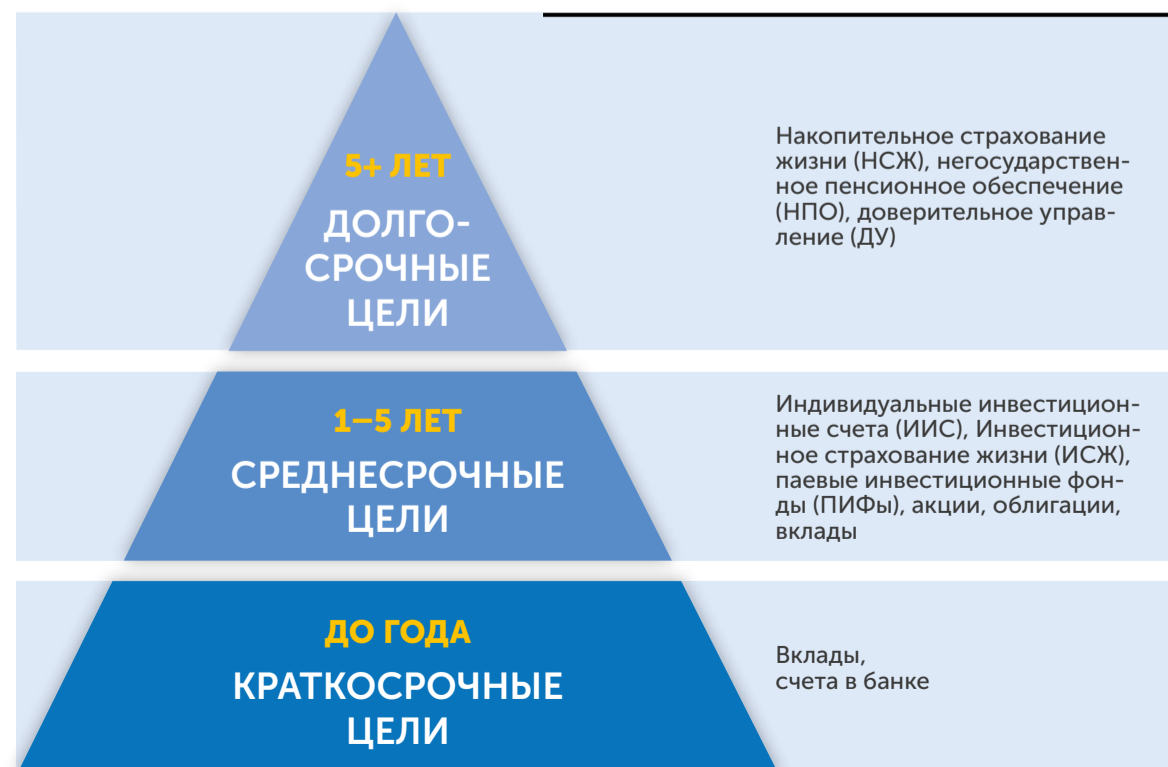 5+ ЛЕТ
ДОЛГО-
СРОЧНЫЕ
ЦЕЛИ
Накопительное страхование
жизни (НСЖ), негосударствен-
ное пенсионное обеспечение
(НПО), доверительное управ-
ление (ДУ)
1–5 ЛЕТ
СРЕДНЕСРОЧНЫЕ
ЦЕЛИ
Индивидуальные инвестицион-
ные счета (ИИС), Инвестицион-
ное страхование жизни (ИСЖ),
паевые инвестиционные фон-
ды (ПИФы), акции, облигации,
вклады
ДО ГОДА
КРАТКОСРОЧНЫЕ
ЦЕЛИ
Вклады,
счета в банке